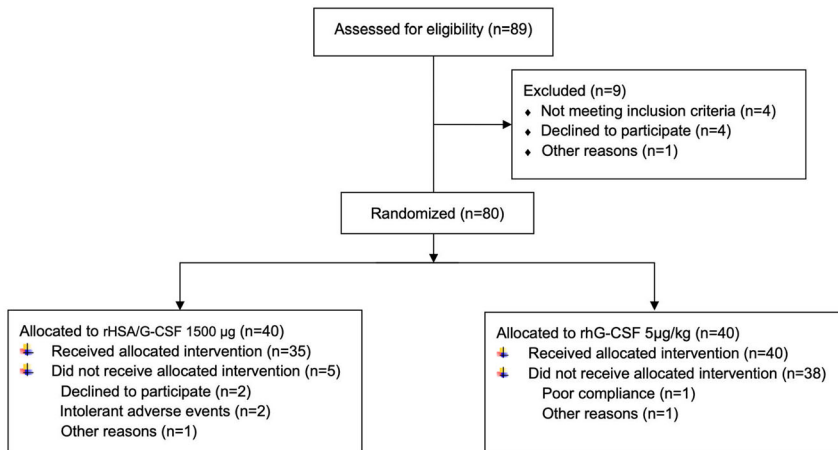 Assessed for eligibility (n=89)
Excluded (n=9)
♦ Not meeting inclusion criteria (n=4)
♦ Declined to participate (n=4)
♦ Other reasons (n=1)
Randomized (n=80)
Allocated to rHSA/G-CSF 1500 μg (n=40)
Received allocated intervention (n=35)
Did not receive allocated intervention (n=5)
Declined to participate (n=2)
Intolerant adverse events (n=2)
Other reasons (n=1)
Allocated to rhG-CSF 5μg/kg (n=40)
Received allocated intervention (n=40)
Did not receive allocated intervention (n=38)
Poor compliance (n=1)
Other reasons (n=1)